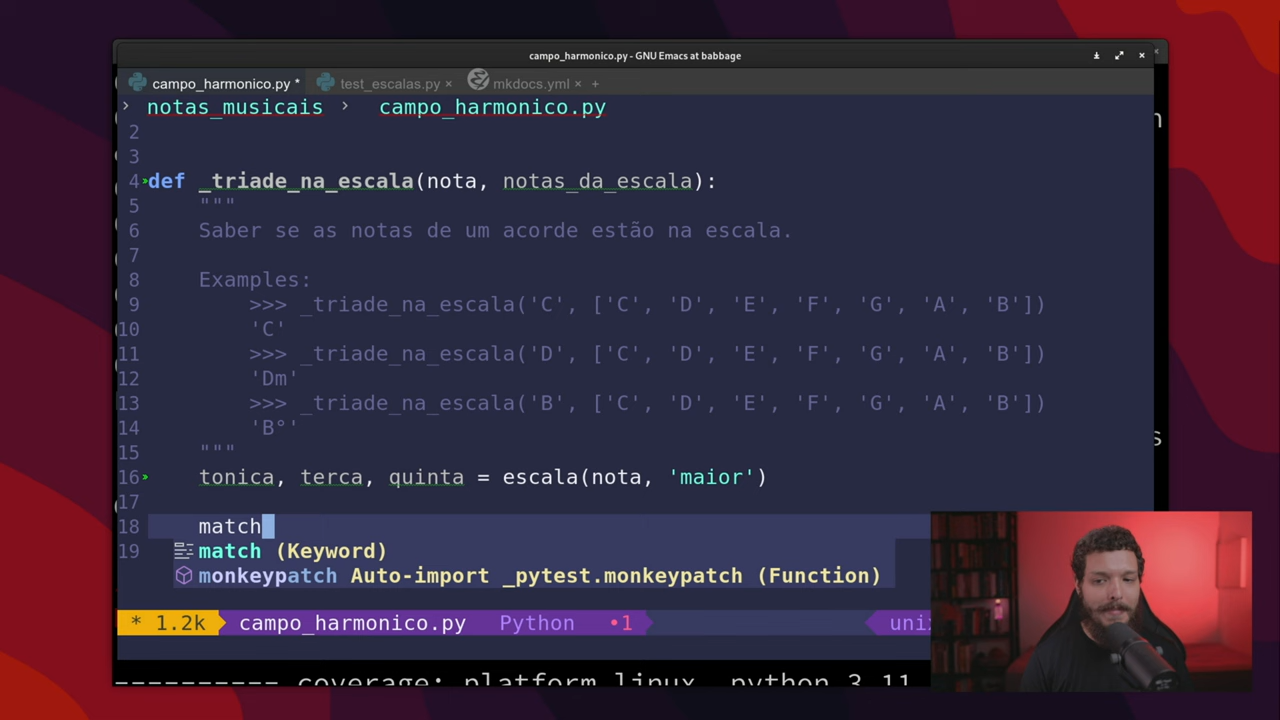 campo_harmonico.py - GNU Emacs at babbage
campo_harmonico.py * test_escalas.py × mkdocs.yml × +
› notas_musicais › campo_harmonico.py
2
3
4 def _triade_na_escala(nota, notas_da_escala):
5 """
6 Saber se as notas de um acorde estão na escala.
7
8 Examples:
9 >>> _triade_na_escala('C', ['C', 'D', 'E', 'F', 'G', 'A', 'B'])
10 'C'
11 >>> _triade_na_escala('D', ['C', 'D', 'E', 'F', 'G', 'A', 'B'])
12 'Dm'
13 >>> _triade_na_escala('B', ['C', 'D', 'E', 'F', 'G', 'A', 'B'])
14 'B°'
15 """
16 tonica, terca, quinta = escala(nota, 'maior')
17
18 match
19 match (Keyword)
monkeypatch Auto-import _pytest.monkeypatch (Function)
* 1.2k campo_harmonico.py Python •1
---------- coverage: platform linux, python 3.11